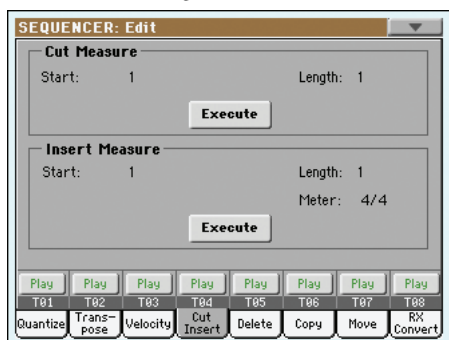 SEQUENCER: Edit
Cut Measure
Start: 1 Length: 1
Execute
Insert Measure
Start: 1 Length: 1
Meter: 4/4
Execute
Play Play Play Play Play Play Play Play
T01 T02 T03 T04 T05 T06 T07 T08
Quantize Trans- Velocity Cut Delete Copy Move RX
pose Insert Convert